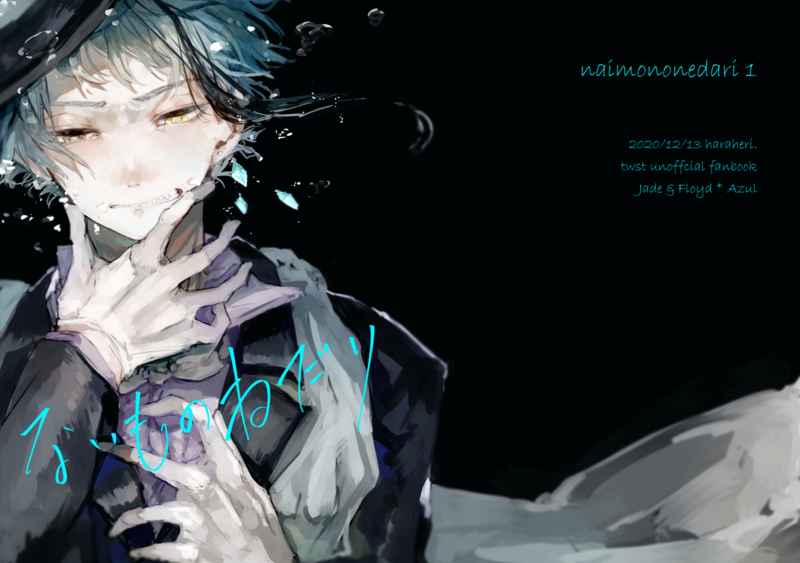 naimononedari 1
2020/12/13 haraheri.
twst unoffcial fanbook
Jade & Floyd * Azul
ないものねだり